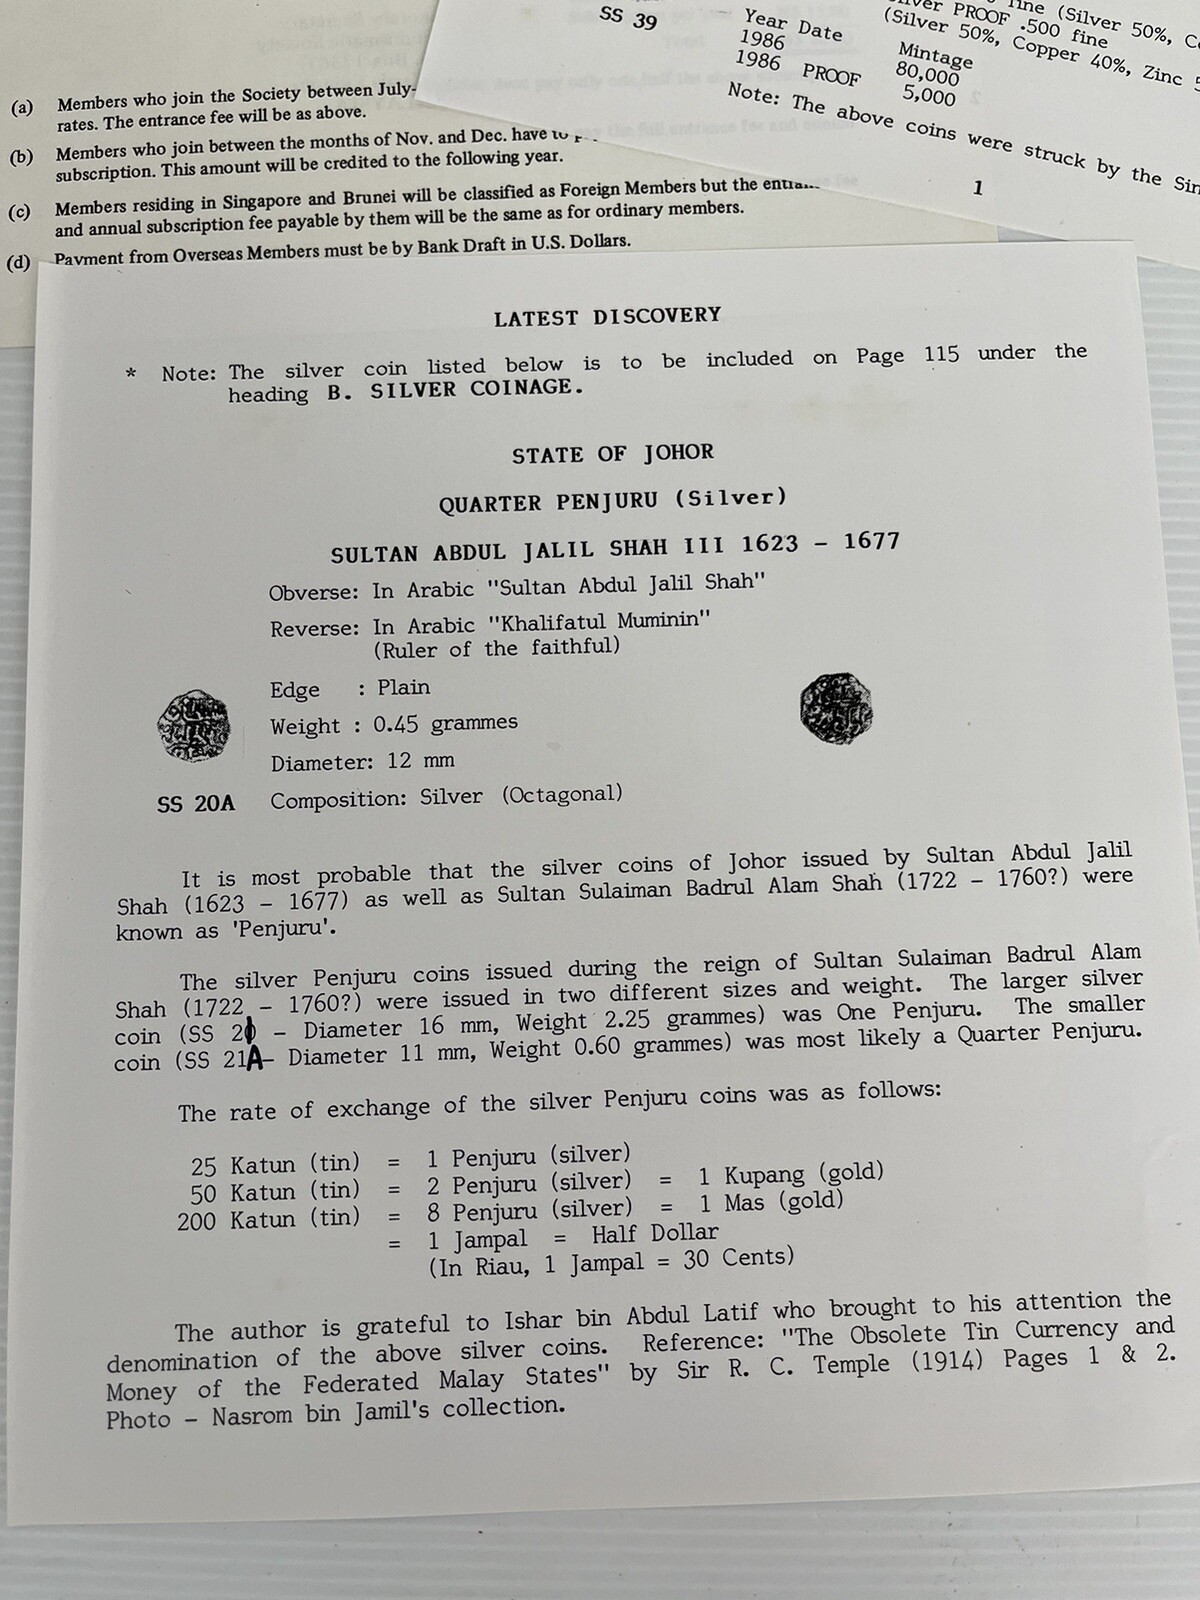 (a) Members who join the Society between July-
rates. The entrance fee will be as above.
(b) Members who join between the months of Nov. and Dec. have to
subscription. This amount will be credited to the following year.
(c) Members residing in Singapore and Brunei will be classified as Foreign Members but the
and annual subscription fee payable by them will be the same as for ordinary members.
(d) Payment from Overseas Members must be by Bank Draft in U.S. Dollars.
fine (Silver 50%,
PROOF .500 fine
(Silver 50%, Copper 40%, Zinc
SS 39
Year Date Mintage
1986 80,000
1986 PROOF 5,000
Note: The above coins were struck by the
1
LATEST DISCOVERY
* Note: The silver coin listed below is to be included on Page 115 under the
heading B. SILVER COINAGE.
STATE OF JOHOR
QUARTER PENJURU (Silver)
SULTAN ABDUL JALIL SHAH III 1623 - 1677
Obverse: In Arabic "Sultan Abdul Jalil Shah"
Reverse: In Arabic "Khalifatul Muminin"
(Ruler of the faithful)
Edge : Plain
Weight : 0.45 grammes
Diameter: 12 mm
SS 20A Composition: Silver (Octagonal)
It is most probable that the silver coins of Johor issued by Sultan Abdul Jalil
Shah (1623 - 1677) as well as Sultan Sulaiman Badrul Alam Shah (1722 - 1760?) were
known as 'Penjuru'.
The silver Penjuru coins issued during the reign of Sultan Sulaiman Badrul Alam
Shah (1722 - 1760?) were issued in two different sizes and weight. The larger silver
coin (SS 21 - Diameter 16 mm, Weight 2.25 grammes) was One Penjuru. The smaller
coin (SS 21A- Diameter 11 mm, Weight 0.60 grammes) was most likely a Quarter Penjuru.
The rate of exchange of the silver Penjuru coins was as follows:
25 Katun (tin) = 1 Penjuru (silver)
50 Katun (tin) = 2 Penjuru (silver) = 1 Kupang (gold)
200 Katun (tin) = 8 Penjuru (silver) = 1 Mas (gold)
= 1 Jampal = Half Dollar
(In Riau, 1 Jampal = 30 Cents)
The author is grateful to Ishar bin Abdul Latif who brought to his attention the
denomination of the above silver coins. Reference: "The Obsolete Tin Currency and
Money of the Federated Malay States" by Sir R. C. Temple (1914) Pages 1 & 2.
Photo - Nasrom bin Jamil's collection.